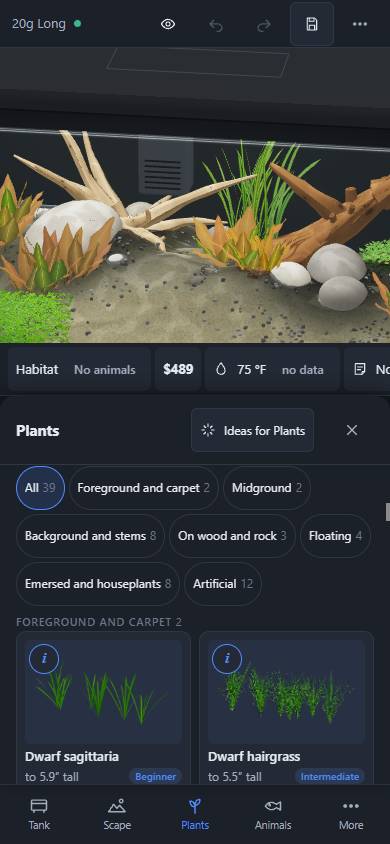 20g Long
Habitat No animals $489 75 °F no data No
Plants
Ideas for Plants
All 39 Foreground and carpet 2 Midground 2
Background and stems 8 On wood and rock 3 Floating 4
Emersed and houseplants 8 Artificial 12
FOREGROUND AND CARPET 2
i i
Dwarf sagittaria Dwarf hairgrass
to 5.9" tall Beginner to 5.5" tall Intermediate
Tank Scape Plants Animals More